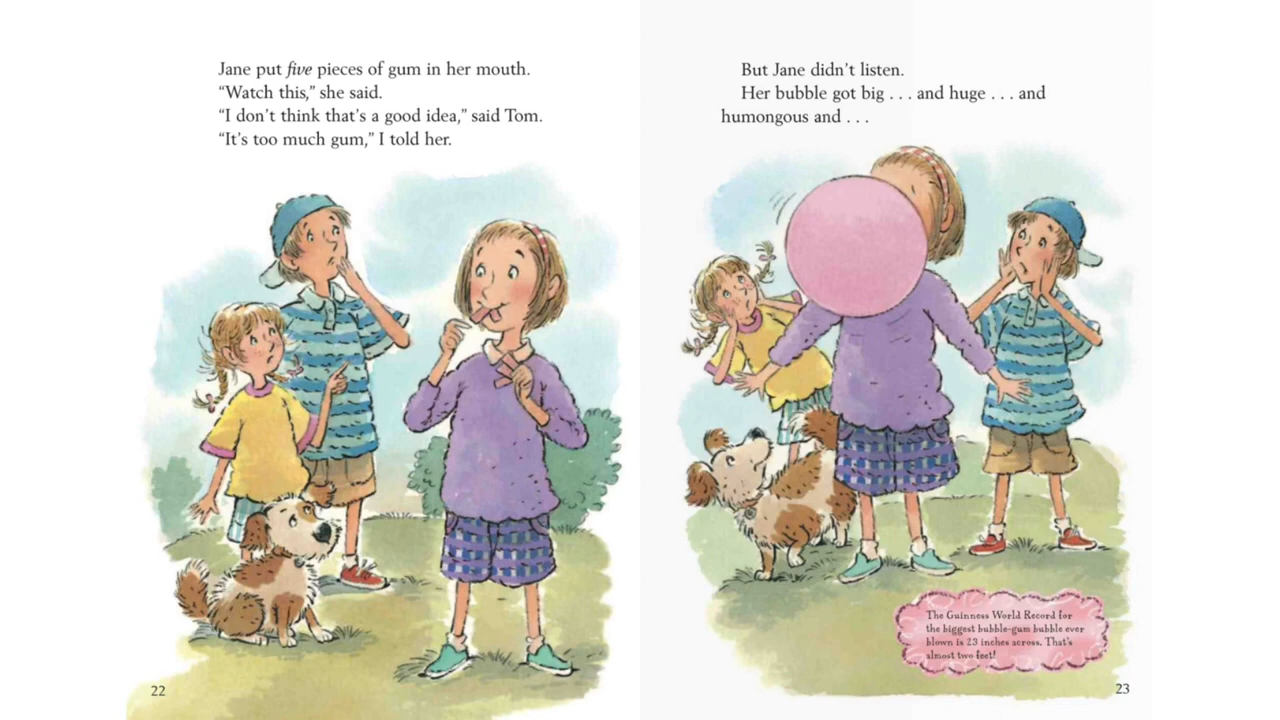 Jane put five pieces of gum in her mouth.
“Watch this,” she said.
“I don’t think that’s a good idea,” said Tom.
“It’s too much gum,” I told her.
22
But Jane didn’t listen.
Her bubble got big . . . and huge . . . and
humongous and . . .
The Guinness World Record for
the biggest bubble-gum bubble ever
blown is 23 inches across. That’s
almost two feet!
23